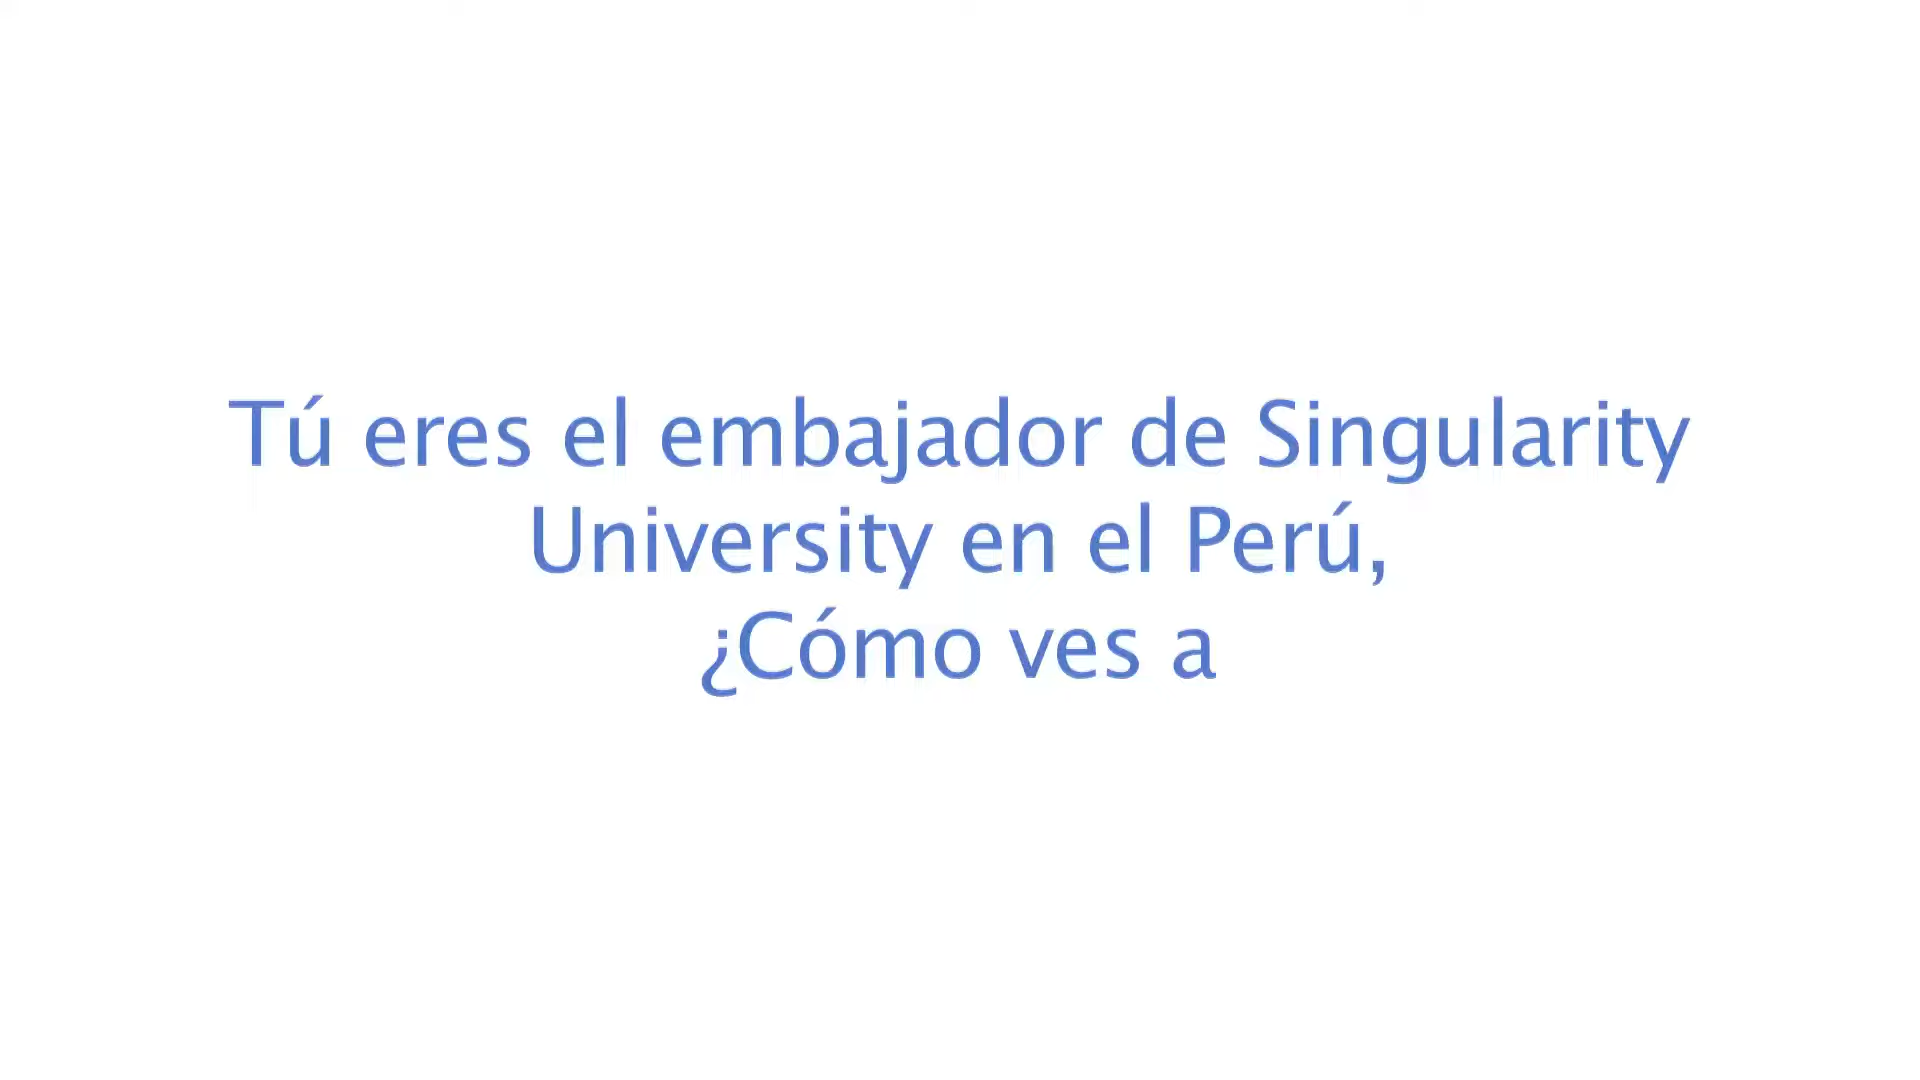 Tú eres el embajador de Singularity
University en el Perú,
¿Cómo ves a